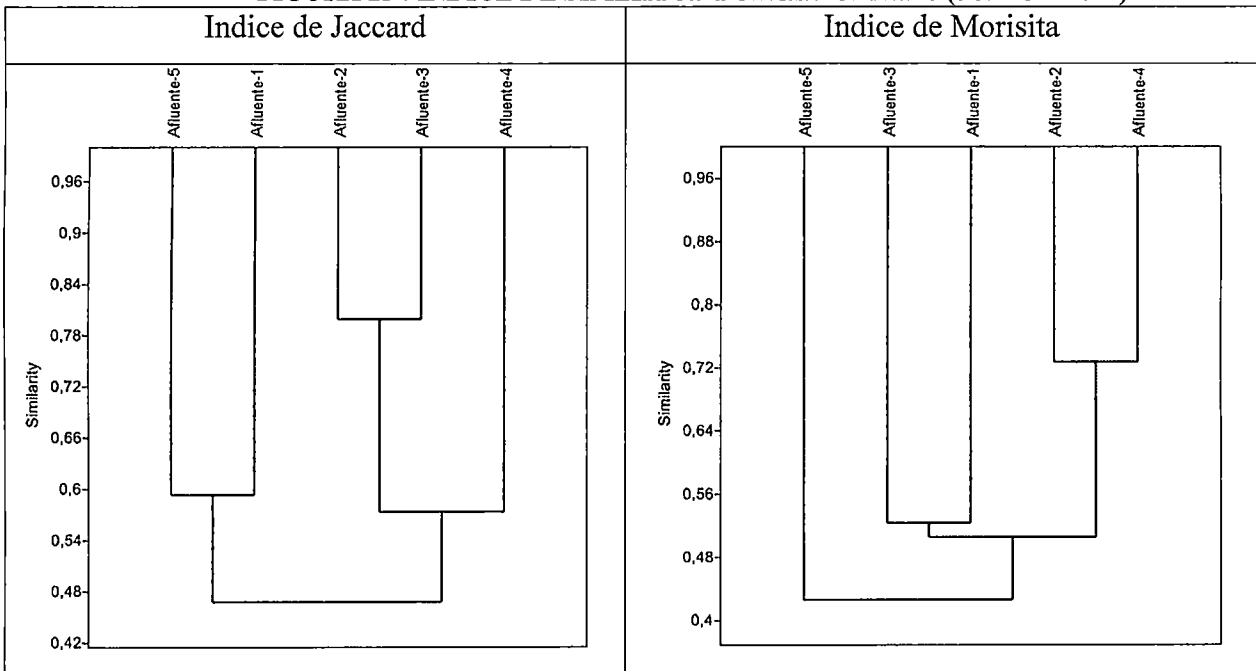 Indice de Jaccard
Indice de Morisita
Afluente-5
Afluente-1
Afluente-2
Afluente-3
Afluente-4
0,96
0,9
0,84
0,78
0,72
0,66
0,6
0,54
0,48
0,42
Similarity
Afluente-5
Afluente-3
Afluente-1
Afluente-2
Afluente-4
0,96
0,88
0,8
0,72
0,64
0,56
0,48
0,4
Similarity